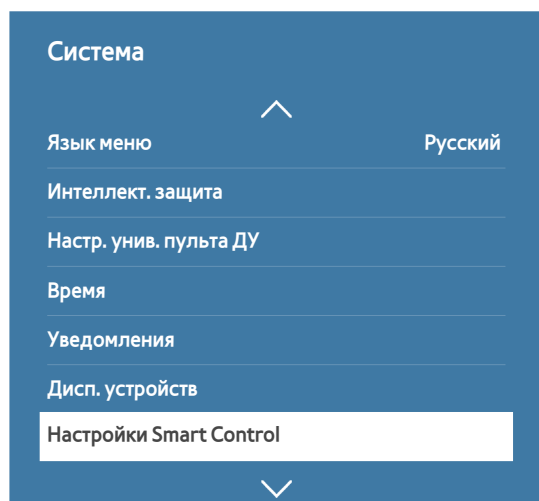 Система
Язык меню Русский
Интеллект. защита
Настр. унив. пульта ДУ
Время
Уведомления
Дисп. устройств
Настройки Smart Control